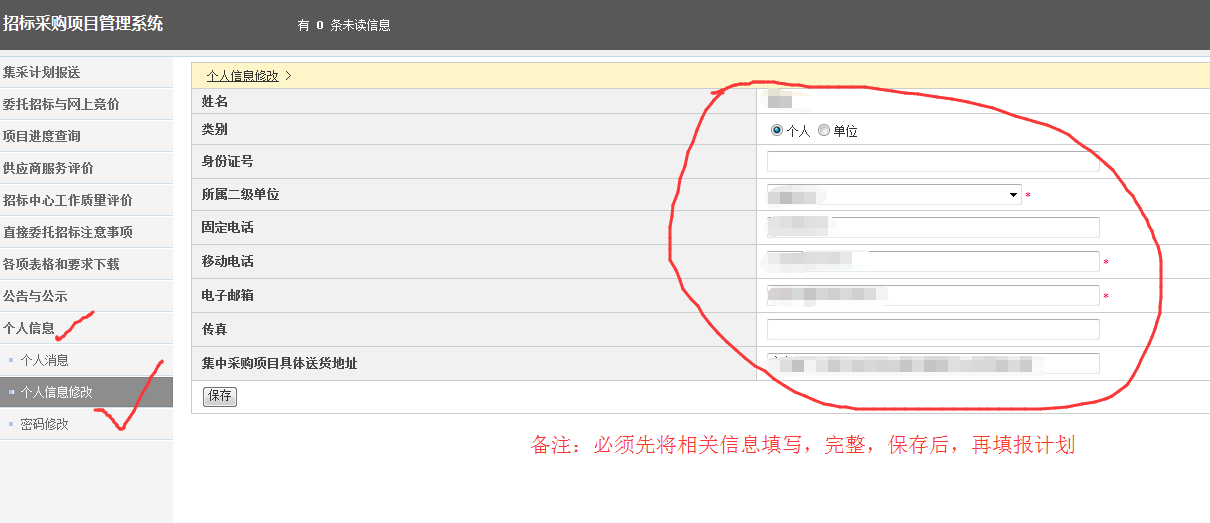 招标采购项目管理系统
有 0 条未读信息
集采计划报送
委托招标与网上竞价
项目进度查询
供应商服务评价
招标中心工作质量评价
直接委托招标注意事项
各项表格和要求下载
公告与公示
个人信息
个人消息
个人信息修改
密码修改
个人信息修改 >
姓名
类别
个人 单位
身份证号
所属二级单位
*
固定电话
移动电话
*
电子邮箱
*
传真
集中采购项目具体送货地址
保存
备注：必须先将相关信息填写，完整，保存后，再填报计划